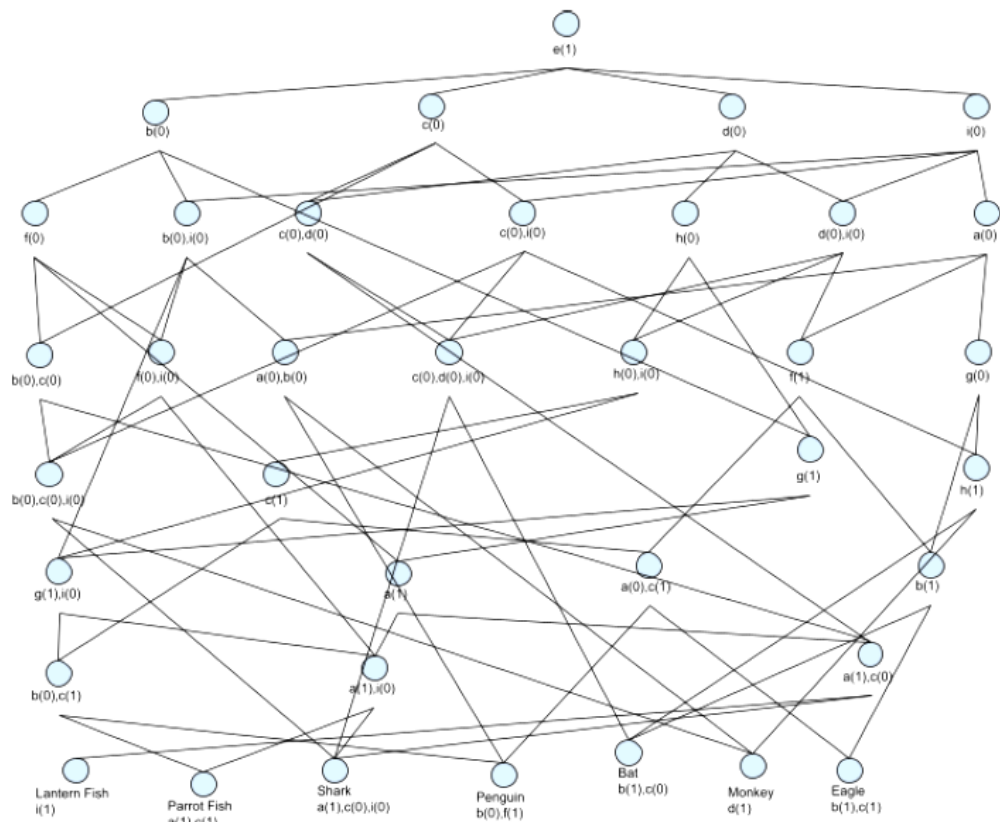 e(1)
b(0)
c(0)
d(0)
i(0)
f(0)
b(0),i(0)
c(0),d(0)
c(0),i(0)
h(0)
d(0),i(0)
a(0)
b(0),c(0)
f(0),i(0)
a(0),b(0)
c(0),d(0),i(0)
h(0),i(0)
f(1)
g(0)
b(0),c(0),i(0)
c(1)
g(1)
h(1)
g(1),i(0)
a(1)
a(0),c(1)
b(1)
b(0),c(1)
a(1),i(0)
a(1),c(0)
Lantern Fish
i(1)
Parrot Fish
a(1),c(1)
Shark
a(1),c(0),i(0)
Penguin
b(0),f(1)
Bat
b(1),c(0)
Monkey
d(1)
Eagle
b(1),c(1)